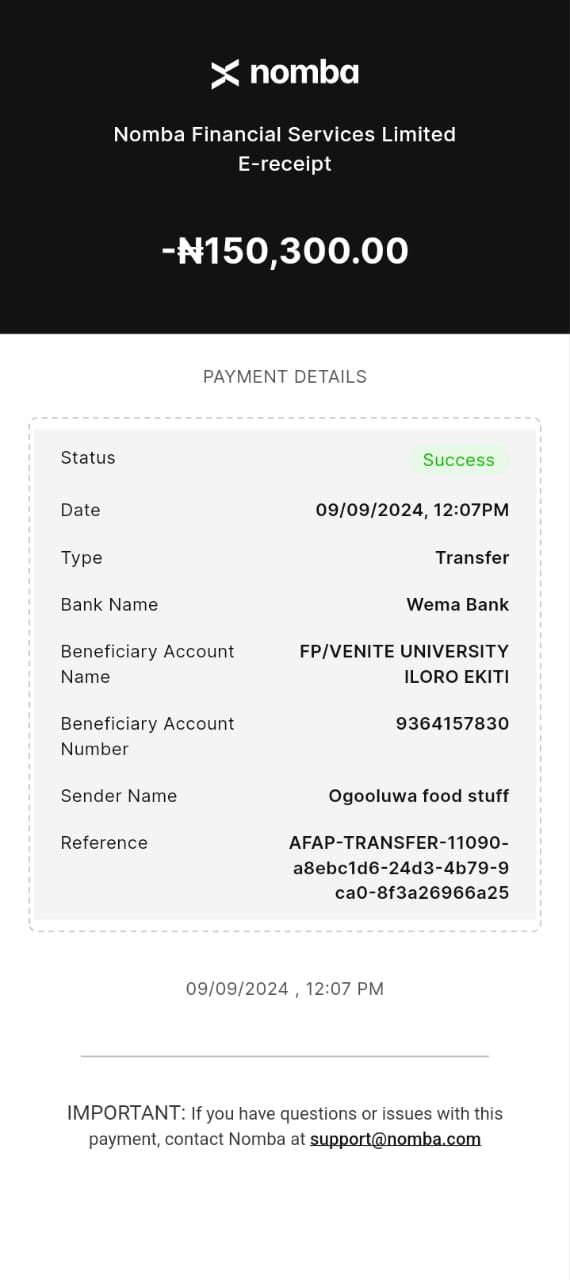 nomba
Nomba Financial Services Limited
E-receipt
-₦150,300.00
PAYMENT DETAILS
Status Success
Date 09/09/2024, 12:07PM
Type Transfer
Bank Name Wema Bank
Beneficiary Account FP/VENITE UNIVERSITY
Name ILORO EKITI
Beneficiary Account 9364157830
Number
Sender Name Ogooluwa food stuff
Reference AFAP-TRANSFER-11090-
a8ebc1d6-24d3-4b79-9
ca0-8f3a26966a25
09/09/2024 , 12:07 PM
IMPORTANT: If you have questions or issues with this
payment, contact Nomba at support@nomba.com